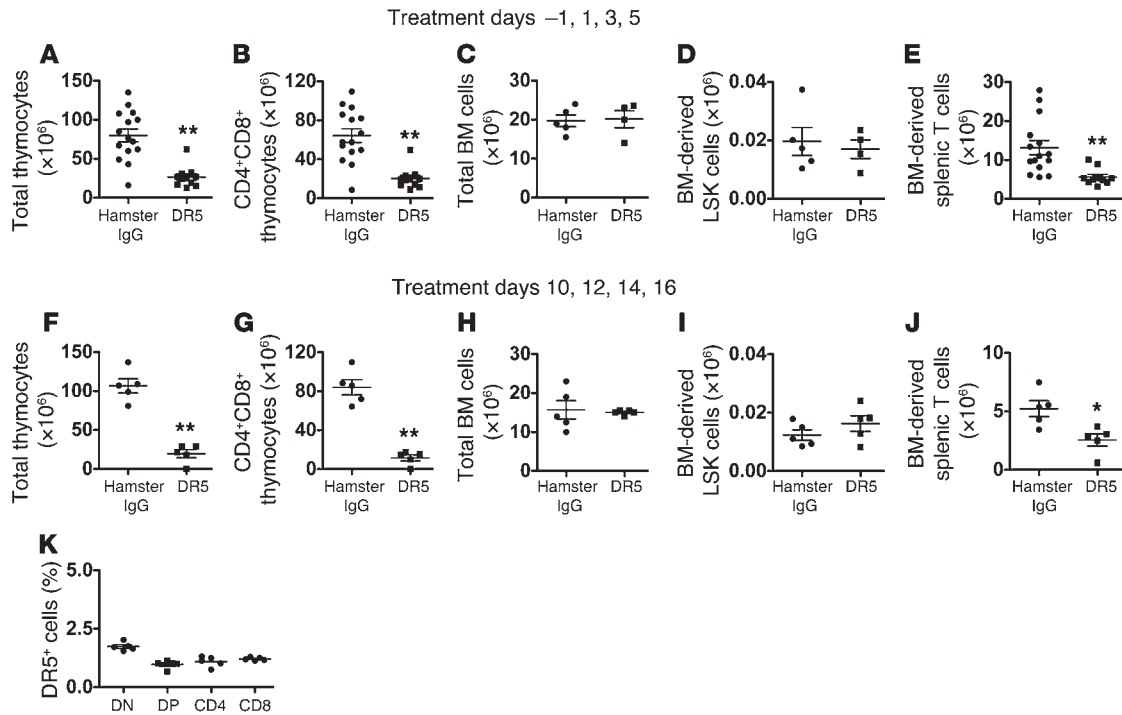 Treatment days −1, 1, 3, 5
A
Total thymocytes
(×10⁶)
150
100
50
0
Hamster
IgG
DR5
**
B
CD4⁺CD8⁺
thymocytes (×10⁶)
120
80
40
0
Hamster
IgG
DR5
**
C
Total BM cells
(×10⁶)
30
20
10
0
Hamster
IgG
DR5
D
BM-derived
LSK cells (×10⁶)
0.04
0.02
0.00
Hamster
IgG
DR5
E
BM-derived
splenic T cells
(×10⁶)
30
20
10
0
Hamster
IgG
DR5
**
Treatment days 10, 12, 14, 16
F
Total thymocytes
(×10⁶)
150
100
50
0
Hamster
IgG
DR5
**
G
CD4⁺CD8⁺
thymocytes (×10⁶)
120
80
40
0
Hamster
IgG
DR5
**
H
Total BM cells
(×10⁶)
30
20
10
0
Hamster
IgG
DR5
I
BM-derived
LSK cells (×10⁶)
0.04
0.02
0.00
Hamster
IgG
DR5
J
BM-derived
splenic T cells
(×10⁶)
10
5
0
Hamster
IgG
DR5
*
K
DR5⁺ cells (%)
5.0
2.5
0.0
DN DP CD4 CD8